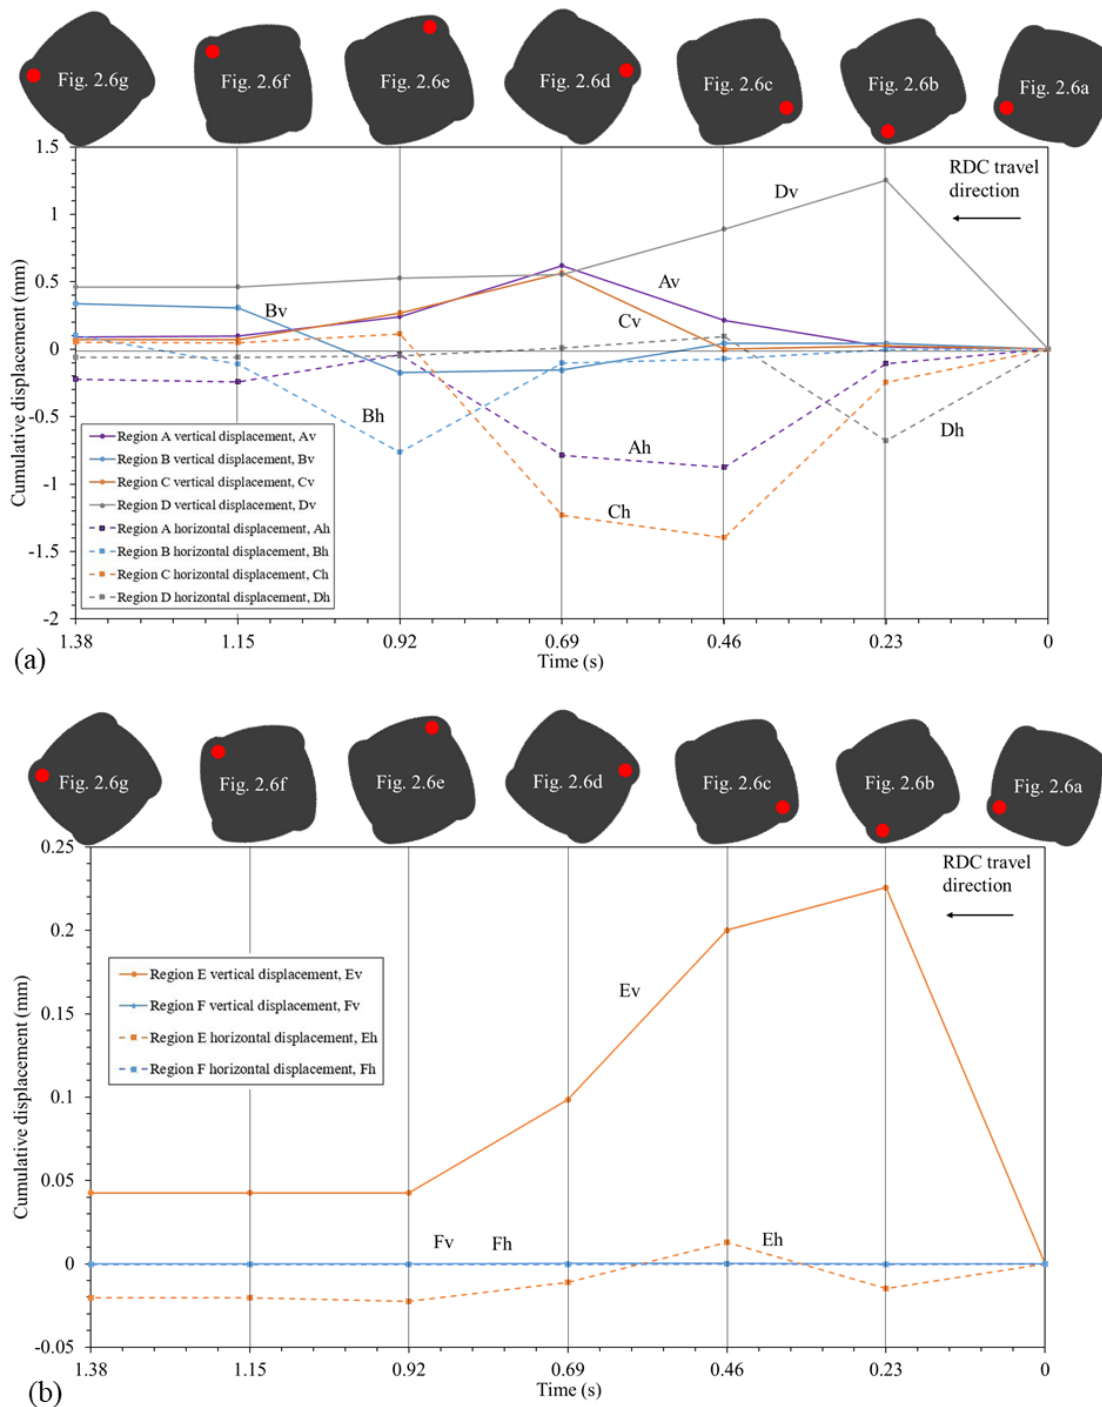 Fig. 2.6g
Fig. 2.6f
Fig. 2.6e
Fig. 2.6d
Fig. 2.6c
Fig. 2.6b
Fig. 2.6a
1.5
1
0.5
0
-0.5
-1
-1.5
-2
Cumulative displacement (mm)
RDC travel
direction
Dv
Av
Bv
Cv
Bh
Ah
Dh
Ch
Region A vertical displacement, Av
Region B vertical displacement, Bv
Region C vertical displacement, Cv
Region D vertical displacement, Dv
Region A horizontal displacement, Ah
Region B horizontal displacement, Bh
Region C horizontal displacement, Ch
Region D horizontal displacement, Dh
1.38 1.15 0.92 0.69 0.46 0.23 0
Time (s)
(a)
Fig. 2.6g
Fig. 2.6f
Fig. 2.6e
Fig. 2.6d
Fig. 2.6c
Fig. 2.6b
Fig. 2.6a
0.25
0.2
0.15
0.1
0.05
0
-0.05
Cumulative displacement (mm)
RDC travel
direction
Region E vertical displacement, Ev
Region F vertical displacement, Fv
Region E horizontal displacement, Eh
Region F horizontal displacement, Fh
Ev
Fv
Fh
Eh
1.38 1.15 0.92 0.69 0.46 0.23 0
Time (s)
(b)